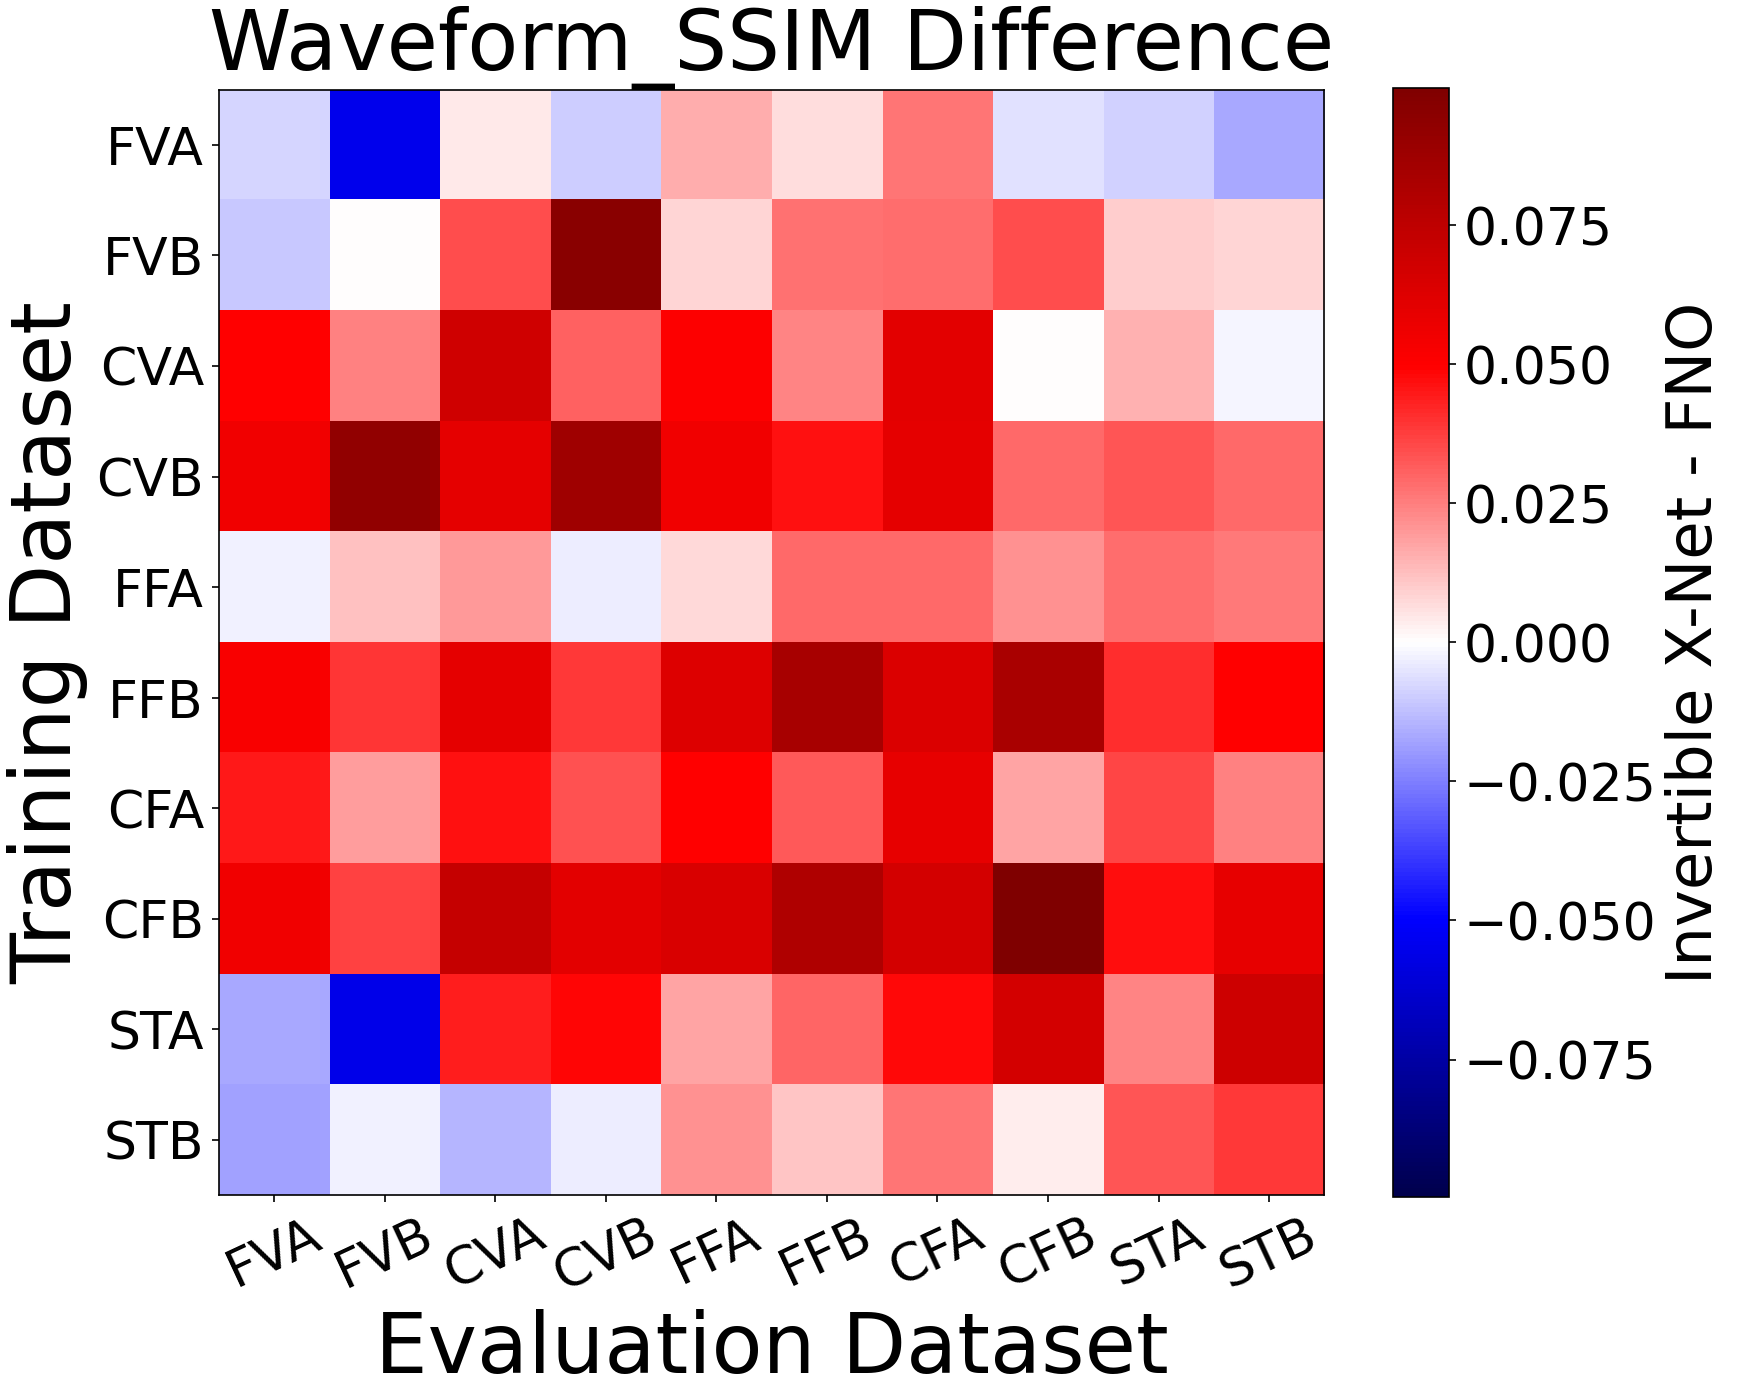 Waveform_SSIM Difference
Training Dataset
FVA
FVB
CVA
CVB
FFA
FFB
CFA
CFB
STA
STB
FVA FVB CVA CVB FFA FFB CFA CFB STA STB
Evaluation Dataset
0.075
0.050
0.025
0.000
−0.025
−0.050
−0.075
Invertible X-Net - FNO